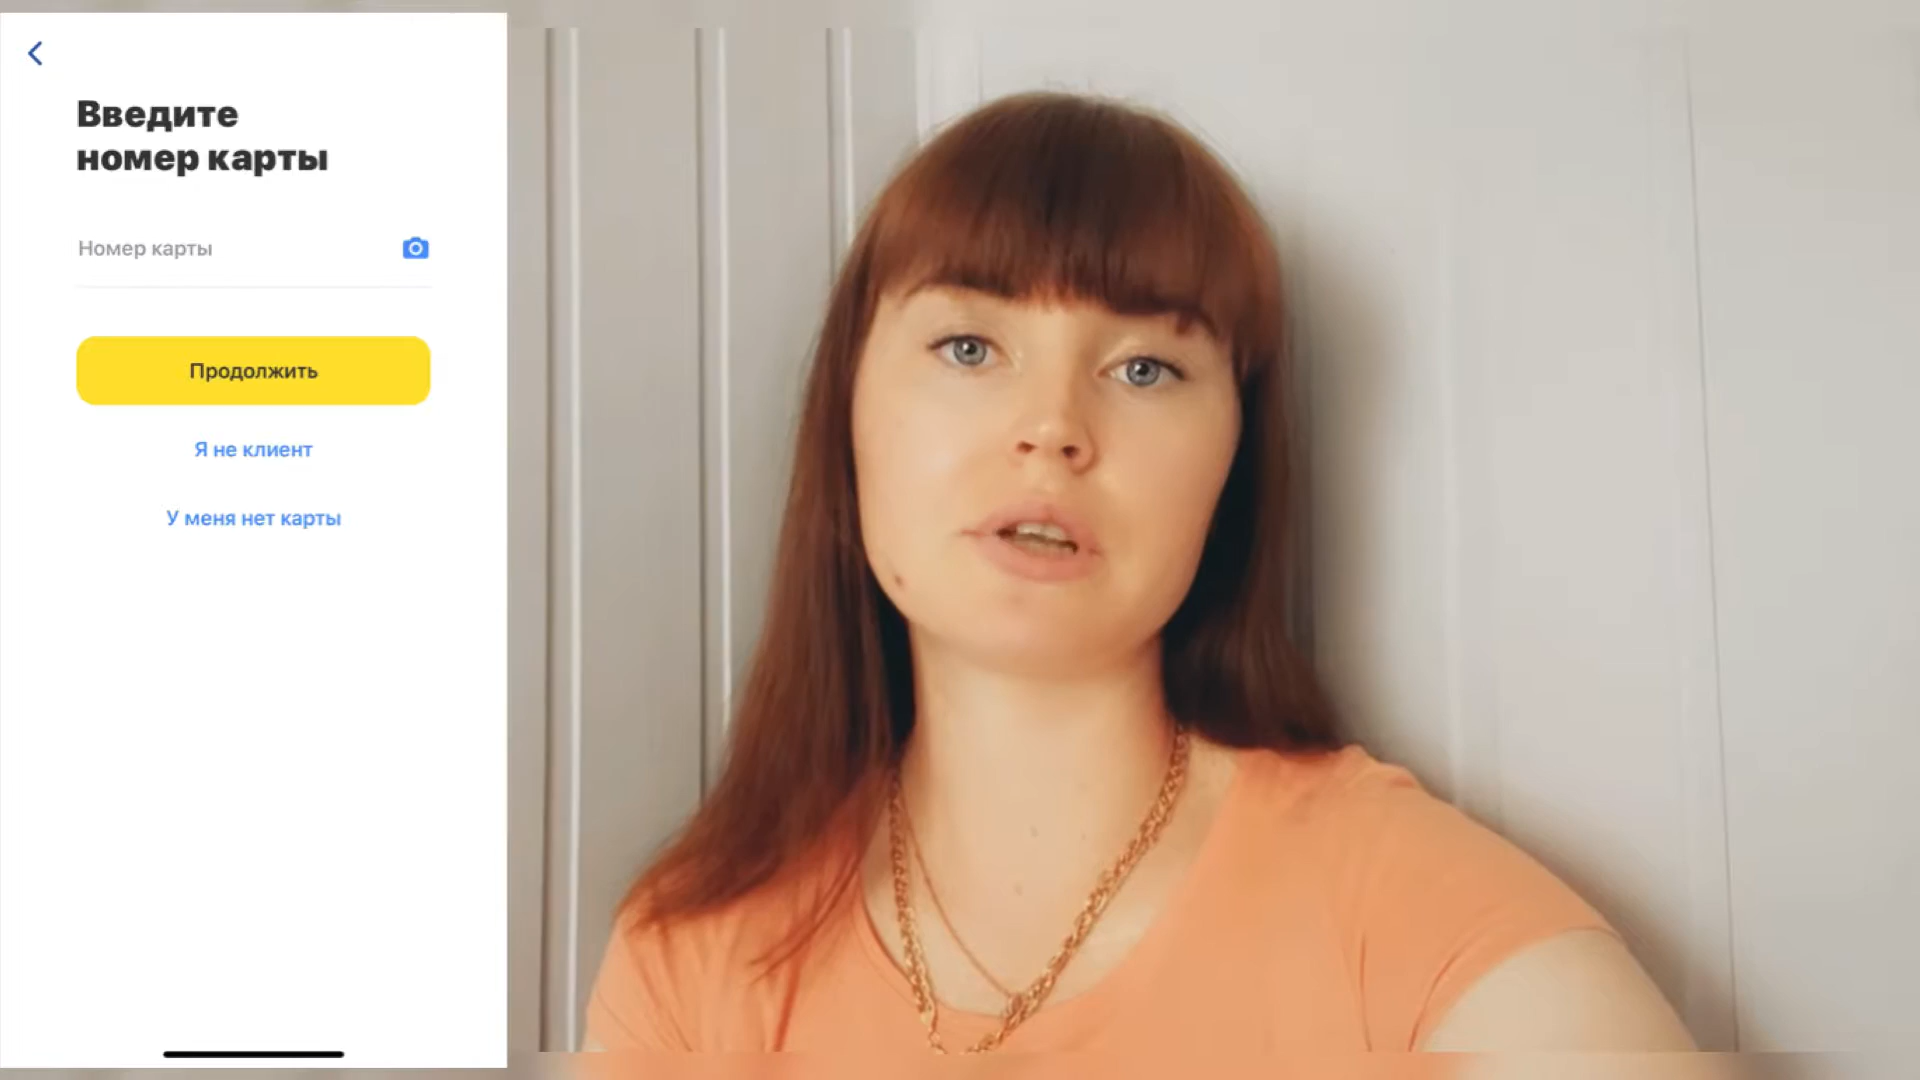 Введите
номер карты
Номер карты
Продолжить
Я не клиент
У меня нет карты